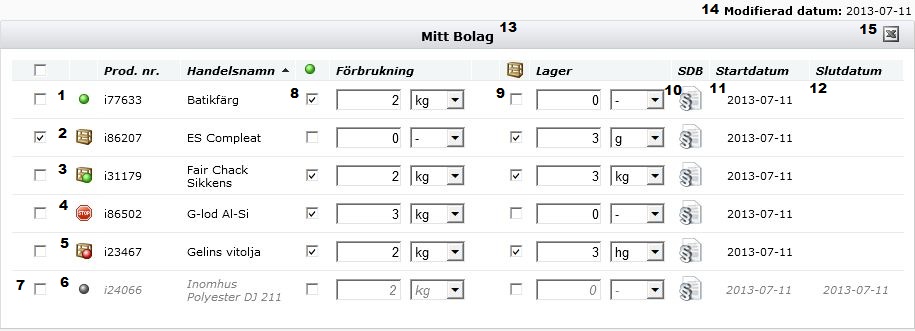 14 Modifierad datum: 2013-07-11
Mitt Bolag 13 15
Prod. nr. Handelsnamn Förbrukning Lager SDB Startdatum Slutdatum
1 i77633 Batikfärg 8 2 kg 9 0 - 10 11 2013-07-11 12
2 i86207 ES Compleat 0 - 3 g 2013-07-11
3 i31179 Fair Chack 2 kg 3 kg 2013-07-11
Sikkens
4 STOP i86502 G-lod Al-Si 3 kg 0 - 2013-07-11
5 i23467 Gelins vitolja 2 kg 3 hg 2013-07-11
7 6 i24066 Inomhus 2 kg 0 - 2013-07-11 2013-07-11
Polyester DJ 211